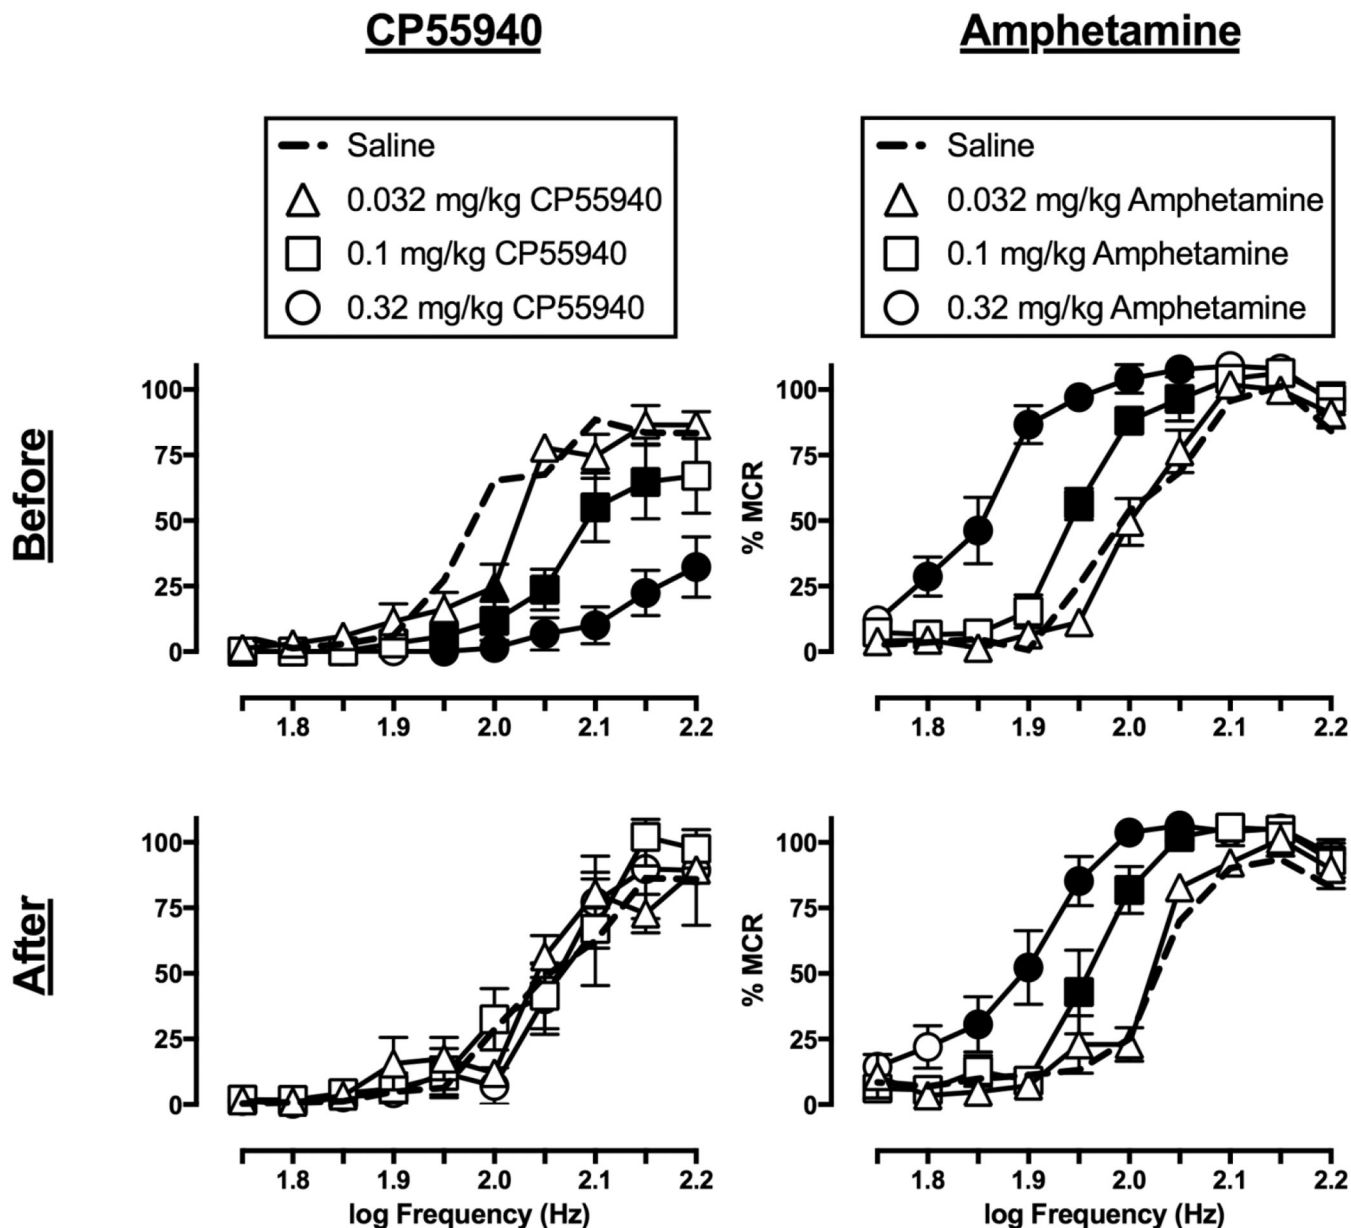 CP55940
Amphetamine
Saline
0.032 mg/kg CP55940
0.1 mg/kg CP55940
0.32 mg/kg CP55940
Saline
0.032 mg/kg Amphetamine
0.1 mg/kg Amphetamine
0.32 mg/kg Amphetamine
Before
100
75
50
25
0
1.8 1.9 2.0 2.1 2.2
% MCR
100
75
50
25
0
1.8 1.9 2.0 2.1 2.2
After
100
75
50
25
0
1.8 1.9 2.0 2.1 2.2
log Frequency (Hz)
% MCR
100
75
50
25
0
1.8 1.9 2.0 2.1 2.2
log Frequency (Hz)